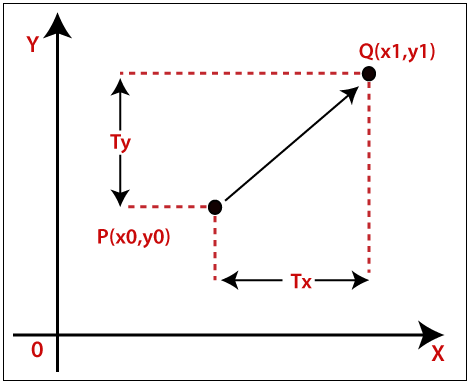 Y
Q(x1,y1)
Ty
P(x0,y0)
Tx
0
X